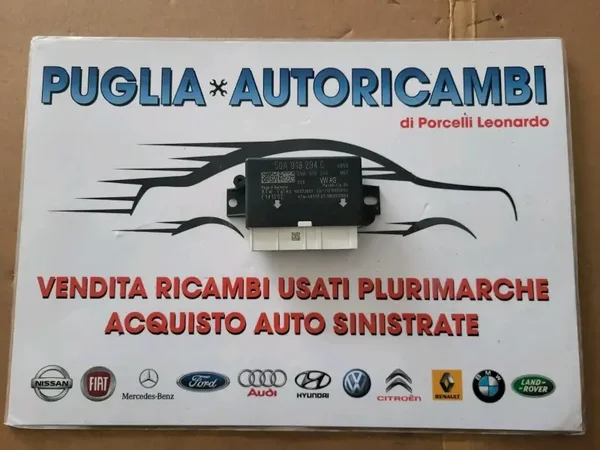 PUGLIA AUTORICAMBI
di Porcelli Leonardo
5QA 919 294 C
VW AG
VENDITA RICAMBI USATI PLURIMARCHE
ACQUISTO AUTO SINISTRATE
NISSAN
FIAT
Mercedes-Benz
Ford
Audi
HYUNDAI
CITROËN
RENAULT
BMW
LAND-ROVER